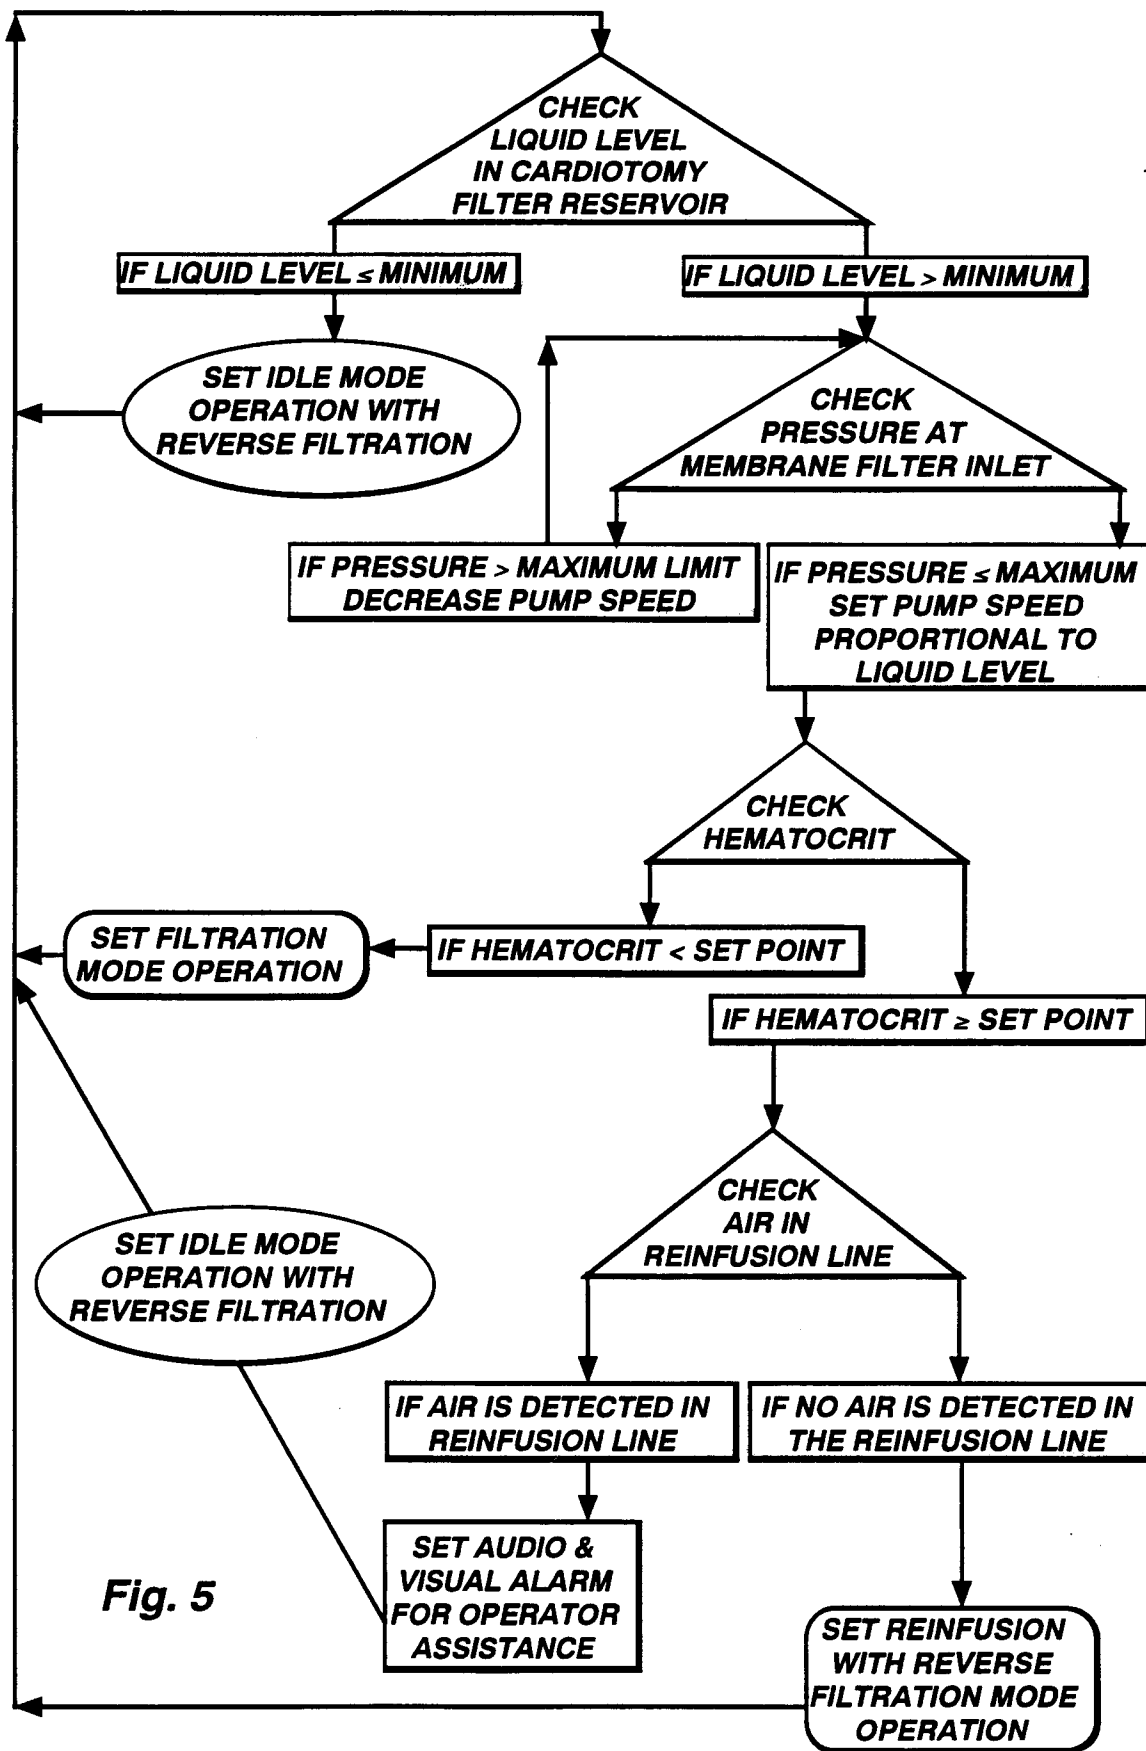 CHECK
LIQUID LEVEL
IN CARDIOTOMY
FILTER RESERVOIR
IF LIQUID LEVEL ≤ MINIMUM
IF LIQUID LEVEL > MINIMUM
SET IDLE MODE
OPERATION WITH
REVERSE FILTRATION
CHECK
PRESSURE AT
MEMBRANE FILTER INLET
IF PRESSURE > MAXIMUM LIMIT
DECREASE PUMP SPEED
IF PRESSURE ≤ MAXIMUM
SET PUMP SPEED
PROPORTIONAL TO
LIQUID LEVEL
CHECK
HEMATOCRIT
SET FILTRATION
MODE OPERATION
IF HEMATOCRIT < SET POINT
IF HEMATOCRIT ≥ SET POINT
CHECK
AIR IN
REINFUSION LINE
SET IDLE MODE
OPERATION WITH
REVERSE FILTRATION
IF AIR IS DETECTED IN
REINFUSION LINE
IF NO AIR IS DETECTED IN
THE REINFUSION LINE
SET AUDIO &
VISUAL ALARM
FOR OPERATOR
ASSISTANCE
Fig. 5
SET REINFUSION
WITH REVERSE
FILTRATION MODE
OPERATION